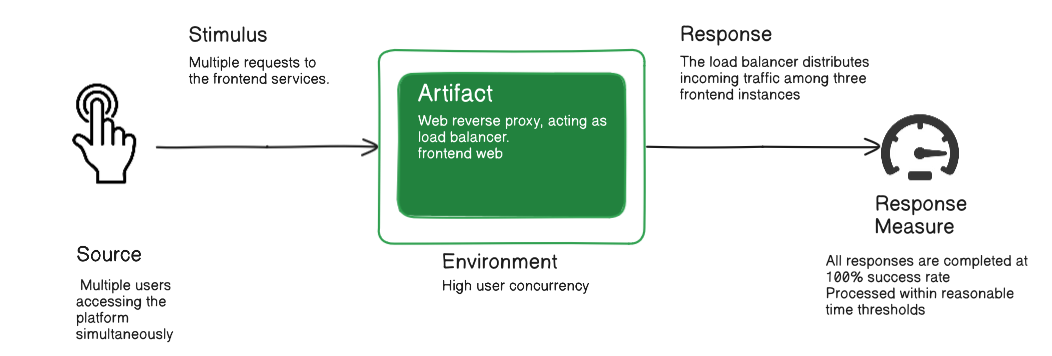 Stimulus
Multiple requests to
the frontend services.
Artifact
Web reverse proxy, acting as
load balancer.
frontend web
Response
The load balancer distributes
incoming traffic among three
frontend instances
Source
Multiple users
accessing the
platform
simultaneously
Environment
High user concurrency
Response
Measure
All responses are completed at
100% success rate
Processed within reasonable
time thresholds